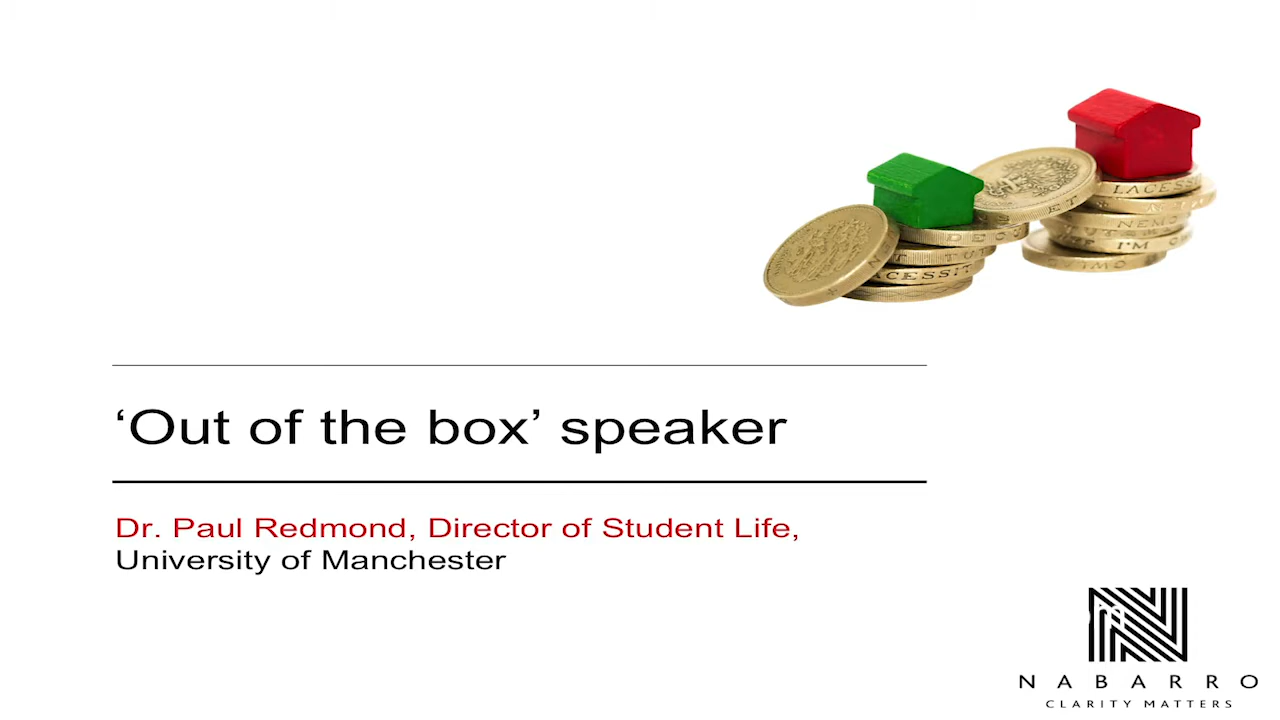 ‘Out of the box’ speaker
Dr. Paul Redmond, Director of Student Life,
University of Manchester
NABARRO
CLARITY MATTERS